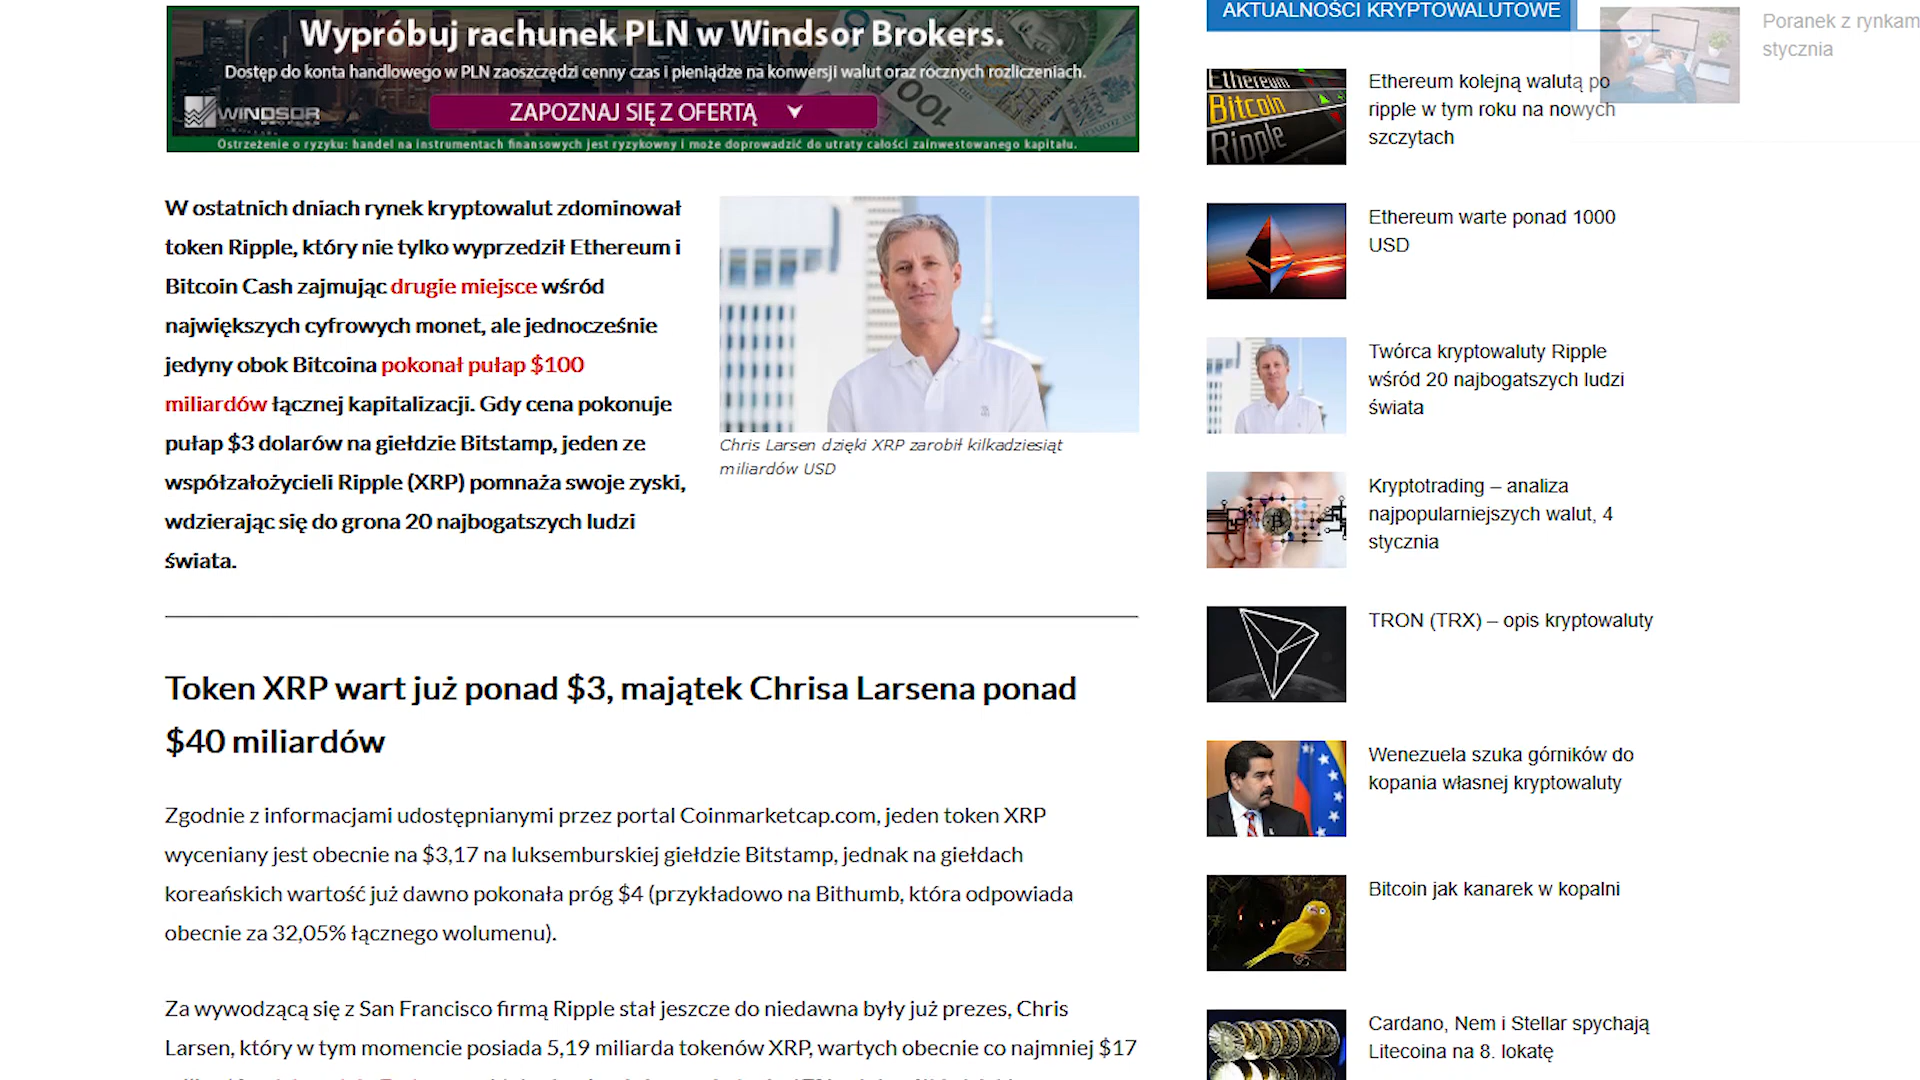 Wypróbuj rachunek PLN w Windsor Brokers.
Dostęp do konta handlowego w PLN zaoszczędzi cenny czas i pieniądze na konwersji walut oraz rocznych rozliczeniach.
WINDSOR
ZAPOZNAJ SIĘ Z OFERTĄ
Ostrzeżenie o ryzyku: handel na instrumentach finansowych jest ryzykowny i może doprowadzić do utraty całości zainwestowanego kapitału.
W ostatnich dniach rynek kryptowalut zdominował
token Ripple, który nie tylko wyprzedził Ethereum i
Bitcoin Cash zajmując drugie miejsce wśród
największych cyfrowych monet, ale jednocześnie
jedyny obok Bitcoina pokonał pułap $100
miliardów łącznej kapitalizacji. Gdy cena pokonuje
pułap $3 dolarów na giełdzie Bitstamp, jeden ze
współzałożycieli Ripple (XRP) pomnaża swoje zyski,
wdzierając się do grona 20 najbogatszych ludzi
świata.
Chris Larsen dzięki XRP zarobił kilkadziesiąt
miliardów USD
Token XRP wart już ponad $3, majątek Chrisa Larsena ponad
$40 miliardów
Zgodnie z informacjami udostępnianymi przez portal Coinmarketcap.com, jeden token XRP
wyceniany jest obecnie na $3,17 na luksemburskiej giełdzie Bitstamp, jednak na giełdach
koreańskich wartość już dawno pokonała próg $4 (przykładowo na Bithumb, która odpowiada
obecnie za 32,05% łącznego wolumenu).
Za wywodzącą się z San Francisco firmą Ripple stał jeszcze do niedawna były już prezes, Chris
Larsen, który w tym momencie posiada 5,19 miliarda tokenów XRP, wartych obecnie co najmniej $17
AKTUALNOŚCI KRYPTOWALUTOWE
Poranek z rynkam
stycznia
Ethereum
Bitcoin
Ripple
Ethereum kolejną walutą po
ripple w tym roku na nowych
szczytach
Ethereum warte ponad 1000
USD
Twórca kryptowaluty Ripple
wśród 20 najbogatszych ludzi
świata
Kryptotrading – analiza
najpopularniejszych walut, 4
stycznia
TRON (TRX) – opis kryptowaluty
Wenezuela szuka górników do
kopania własnej kryptowaluty
Bitcoin jak kanarek w kopalni
Cardano, Nem i Stellar spychają
Litecoina na 8. lokatę